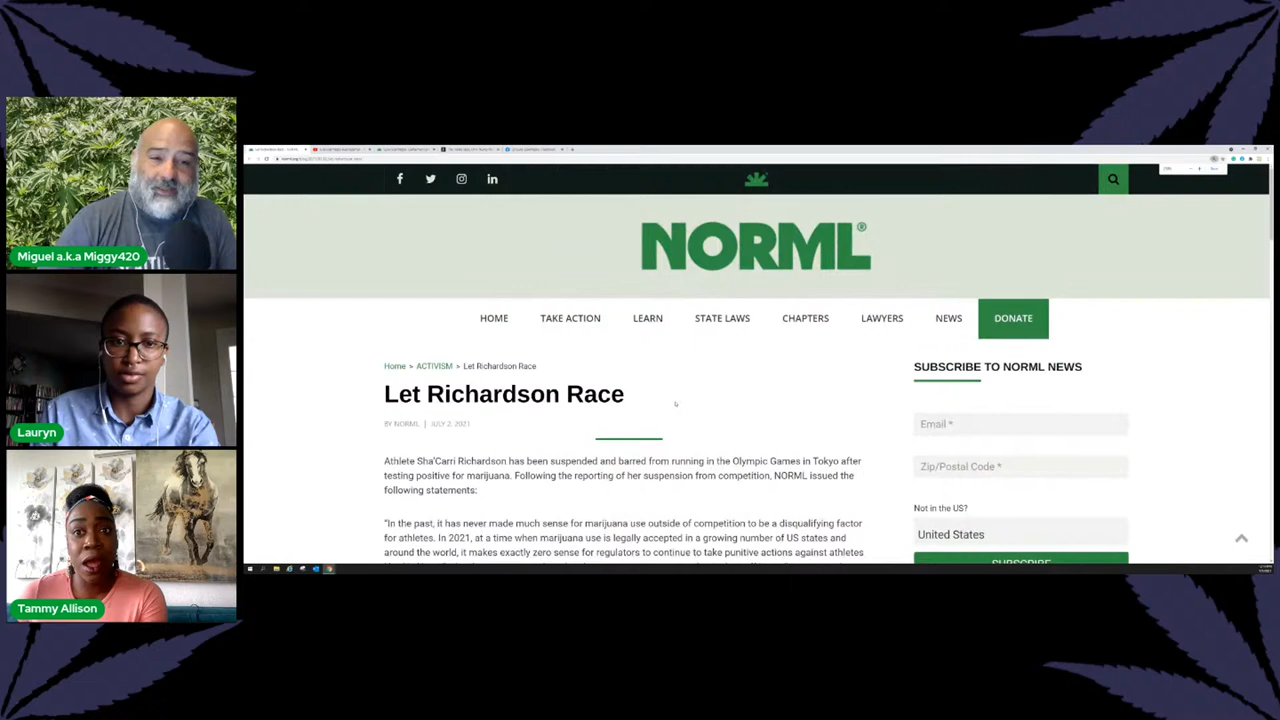 Miguel a.k.a Miggy420
Lauryn
Tammy Allison
NORML®
HOME TAKE ACTION LEARN STATE LAWS CHAPTERS LAWYERS NEWS DONATE
Home > ACTIVISM > Let Richardson Race
Let Richardson Race
BY NORML | JULY 2, 2021
Athlete Sha'Carri Richardson has been suspended and barred from running in the Olympic Games in Tokyo after
testing positive for marijuana. Following the reporting of her suspension from competition, NORML issued the
following statements:
"In the past, it has never made much sense for marijuana use outside of competition to be a disqualifying factor
for athletes. In 2021, at a time when marijuana use is legally accepted in a growing number of US states and
around the world, it makes exactly zero sense for regulators to continue to take punitive actions against athletes
SUBSCRIBE TO NORML NEWS
Email *
Zip/Postal Code *
Not in the US?
United States
SUBSCRIBE